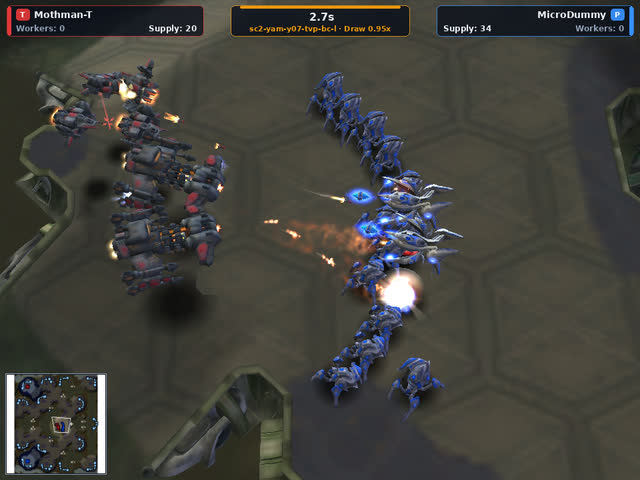 T Mothman-T
Workers: 0 Supply: 20
2.7s
sc2-yam-y07-tvp-bc-l · Draw 0.95x
MicroDummy P
Supply: 34 Workers: 0